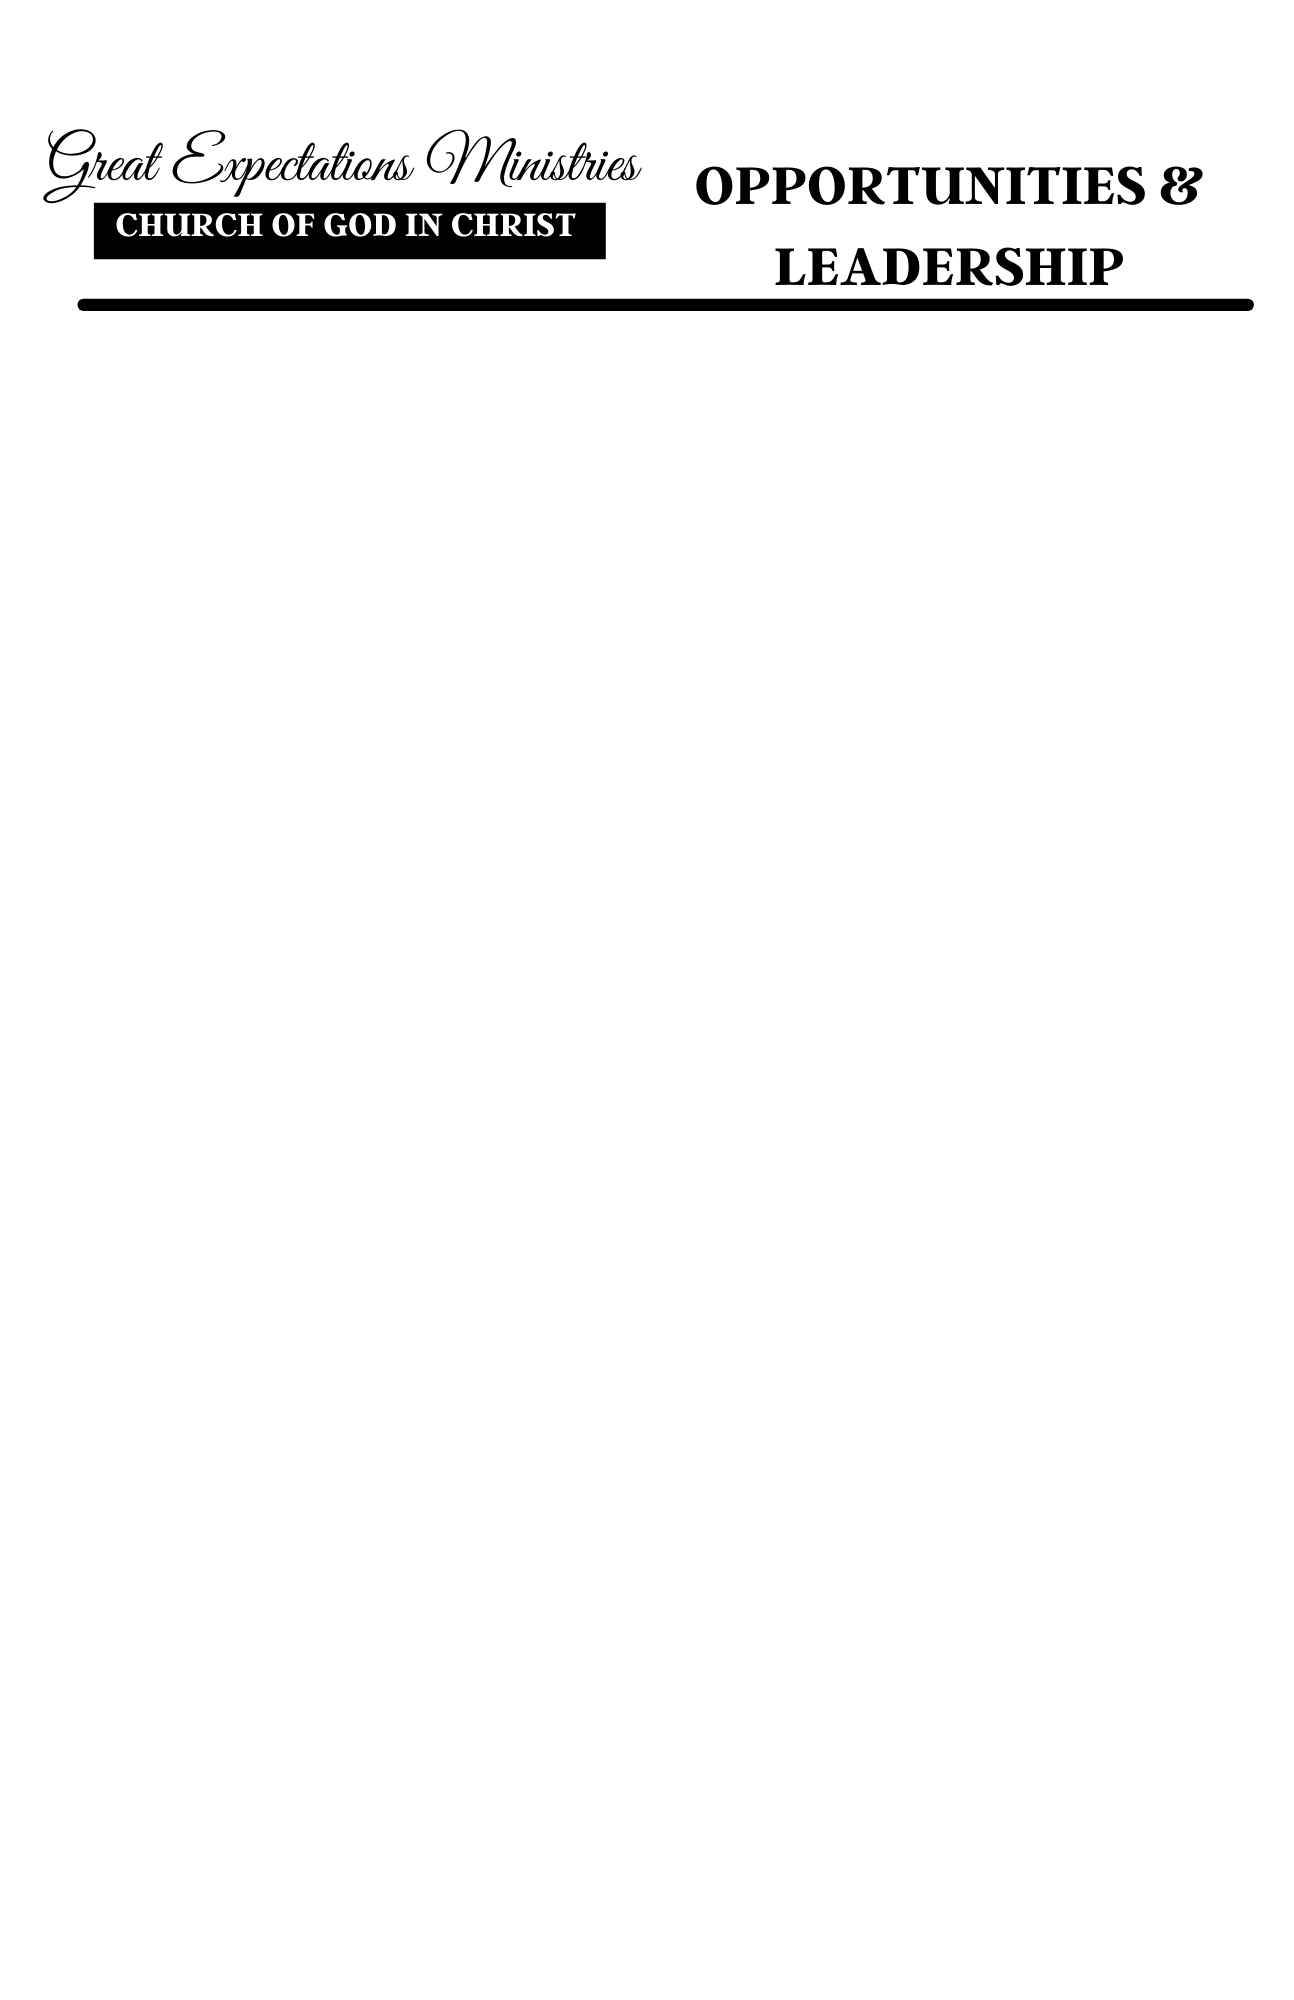 Great Expectations Ministries
CHURCH OF GOD IN CHRIST
OPPORTUNITIES &
LEADERSHIP